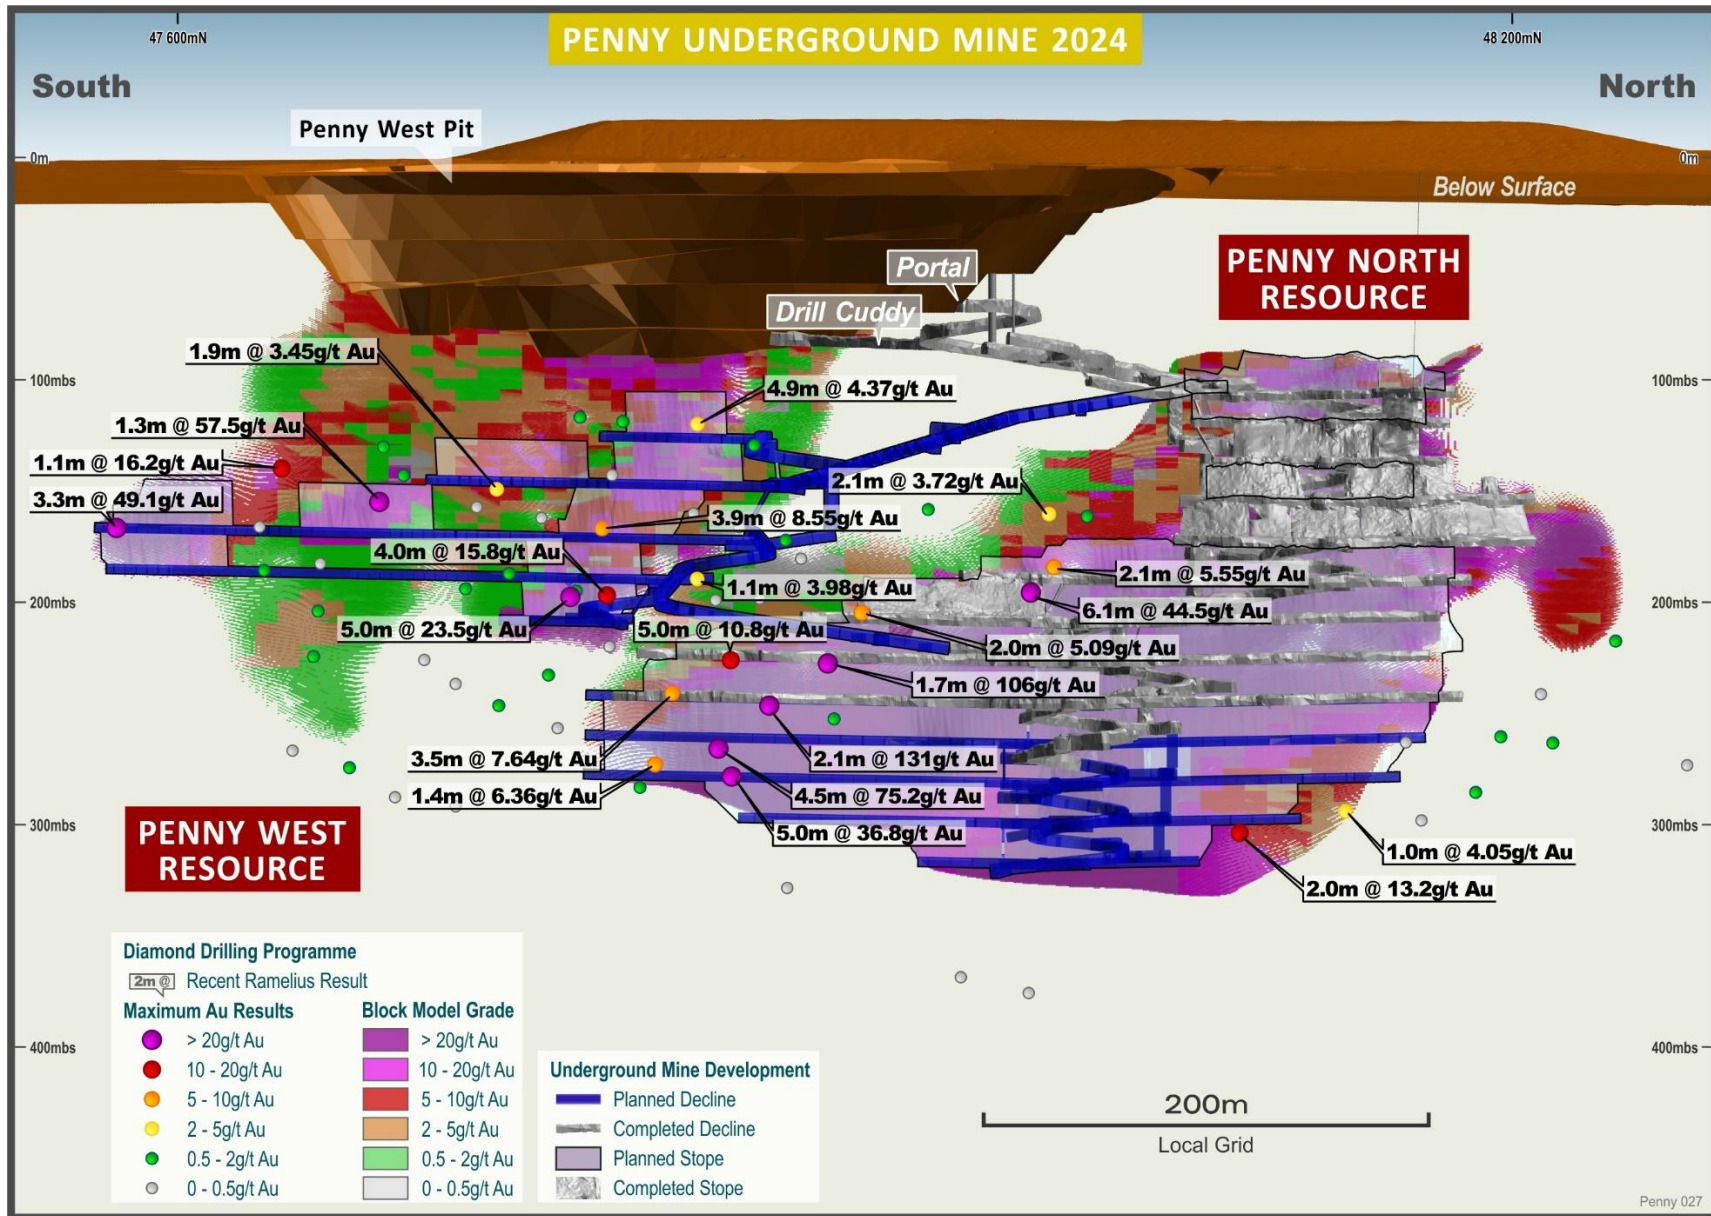 47 600mN
PENNY UNDERGROUND MINE 2024
48 200mN
South
North
Penny West Pit
0m
0m
Below Surface
PENNY NORTH
RESOURCE
Portal
Drill Cuddy
1.9m @ 3.45g/t Au
100mbs
100mbs
4.9m @ 4.37g/t Au
1.3m @ 57.5g/t Au
1.1m @ 16.2g/t Au
2.1m @ 3.72g/t Au
3.3m @ 49.1g/t Au
3.9m @ 8.55g/t Au
4.0m @ 15.8g/t Au
2.1m @ 5.55g/t Au
1.1m @ 3.98g/t Au
200mbs
200mbs
6.1m @ 44.5g/t Au
5.0m @ 23.5g/t Au
5.0m @ 10.8g/t Au
2.0m @ 5.09g/t Au
1.7m @ 106g/t Au
3.5m @ 7.64g/t Au
2.1m @ 131g/t Au
1.4m @ 6.36g/t Au
4.5m @ 75.2g/t Au
300mbs
300mbs
PENNY WEST
RESOURCE
5.0m @ 36.8g/t Au
1.0m @ 4.05g/t Au
2.0m @ 13.2g/t Au
Diamond Drilling Programme
2m @
Recent Ramelius Result
Maximum Au Results
> 20g/t Au
10 - 20g/t Au
5 - 10g/t Au
2 - 5g/t Au
0.5 - 2g/t Au
0 - 0.5g/t Au
Block Model Grade
> 20g/t Au
10 - 20g/t Au
5 - 10g/t Au
2 - 5g/t Au
0.5 - 2g/t Au
0 - 0.5g/t Au
400mbs
400mbs
Underground Mine Development
Planned Decline
Completed Decline
Planned Stope
Completed Stope
200m
Local Grid
Penny 027